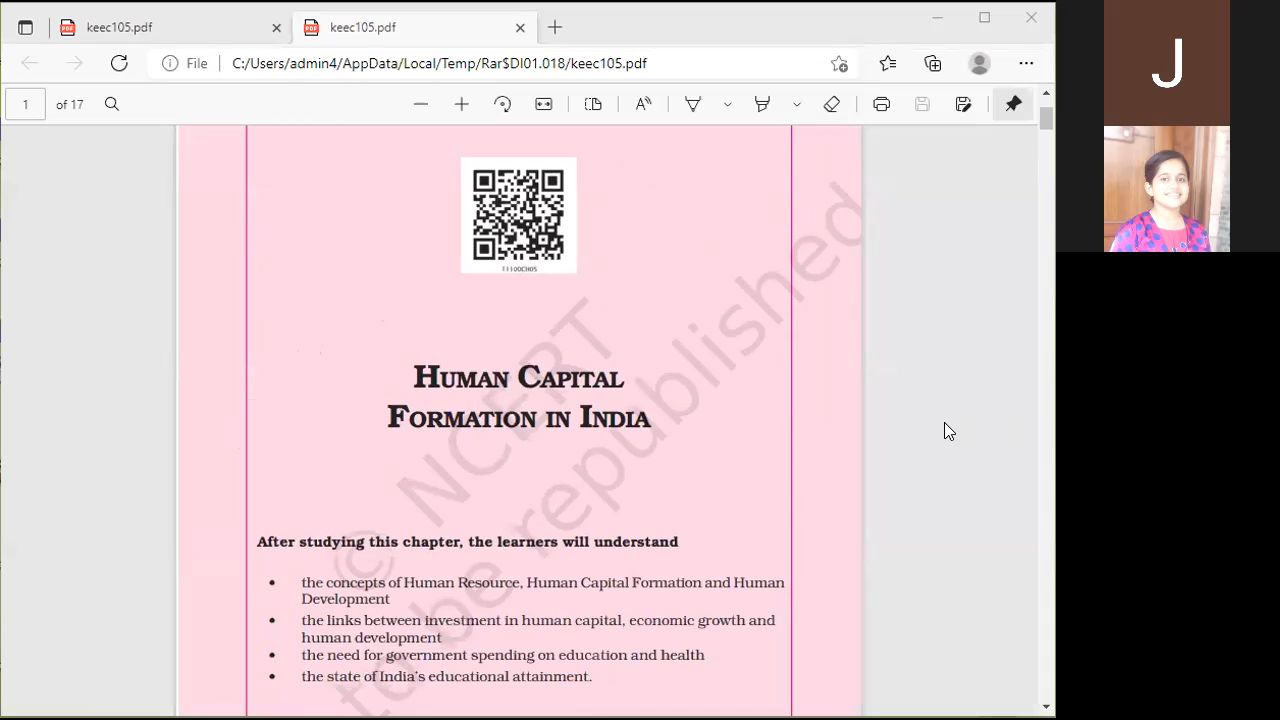 keec105.pdf
keec105.pdf
File
C:/Users/admin4/AppData/Local/Temp/Rar$DI01.018/keec105.pdf
1 of 17
J
11100CH05
HUMAN CAPITAL
FORMATION IN INDIA
© NCERT
to be republished
After studying this chapter, the learners will understand
• the concepts of Human Resource, Human Capital Formation and Human
Development
• the links between investment in human capital, economic growth and
human development
• the need for government spending on education and health
• the state of India's educational attainment.